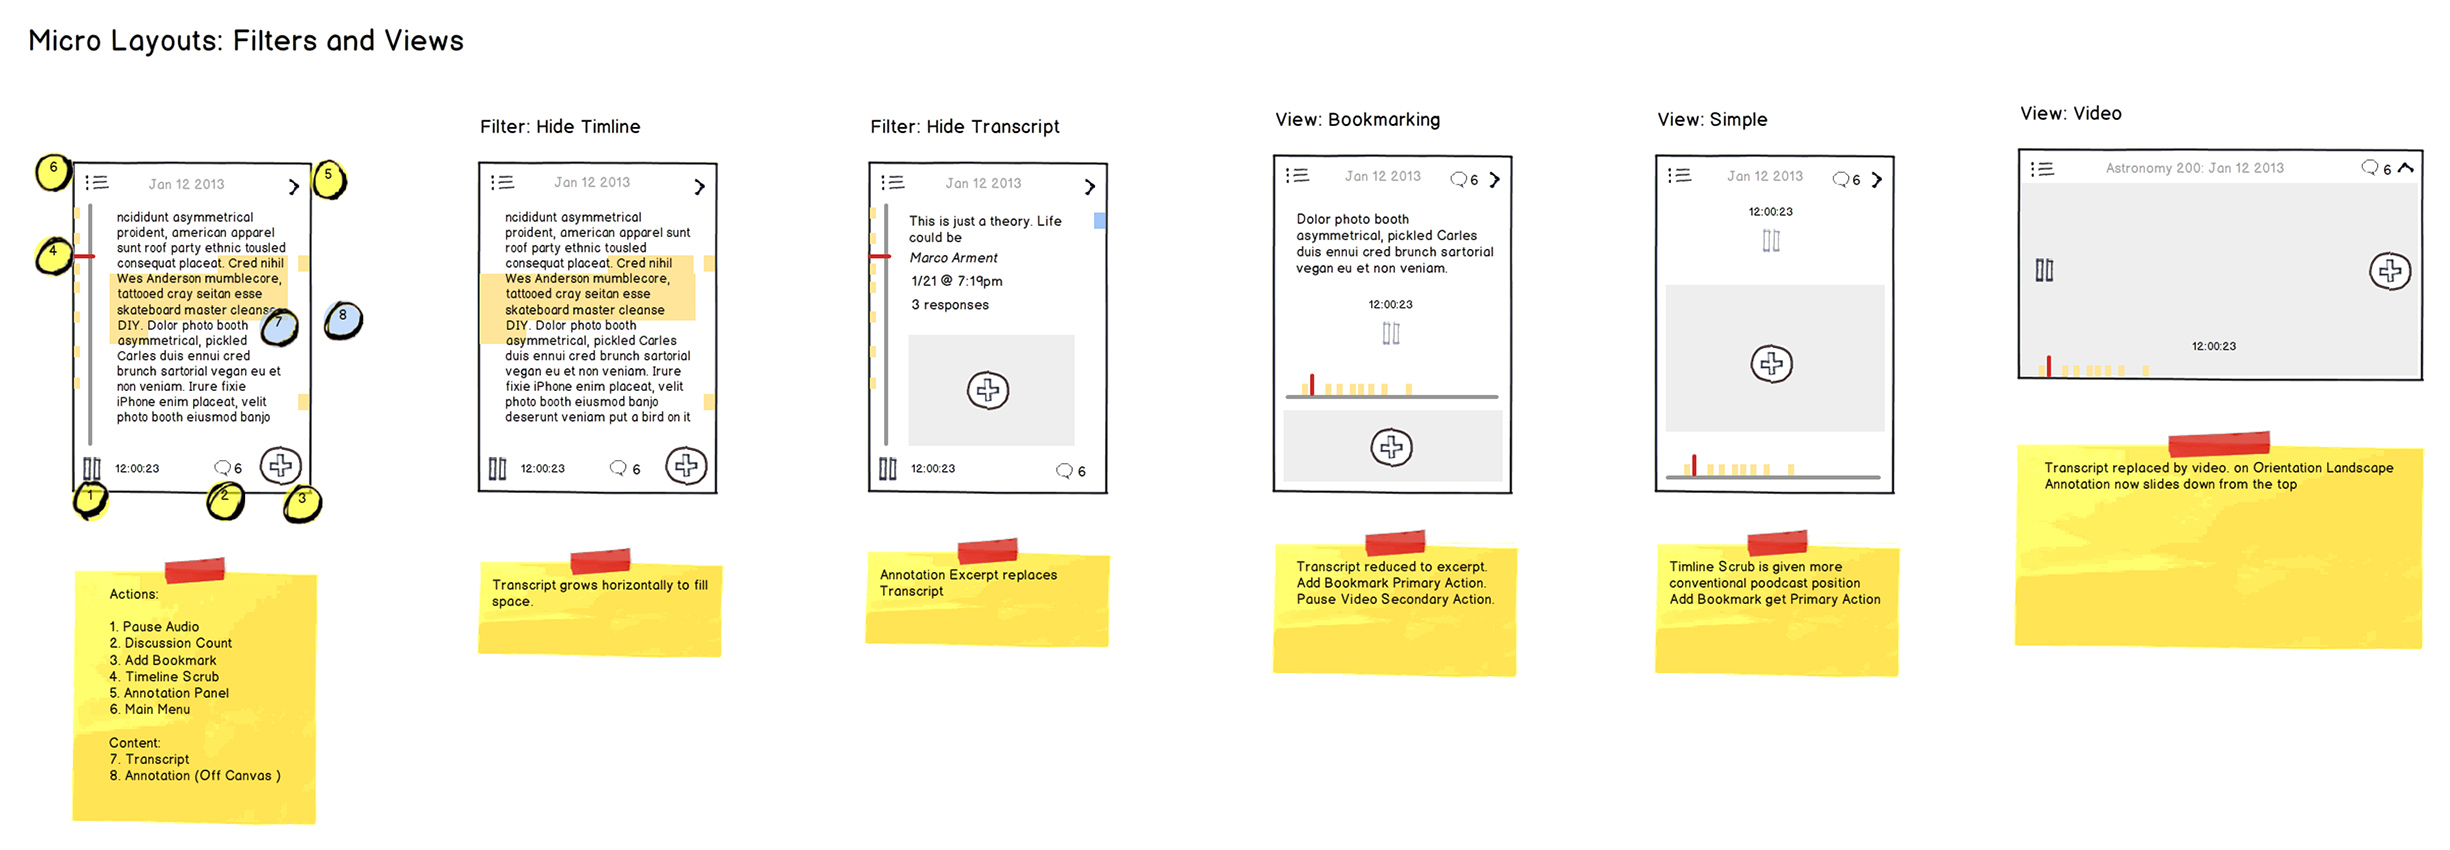 Micro Layouts: Filters and Views
6
5
4
7
8
1
2
3
Jan 12 2013
ncididunt asymmetrical
proident, american apparel
sunt roof party ethnic tousled
consequat placeat. Cred nihil
Wes Anderson mumblecore,
tattooed cray seitan esse
skateboard master cleanse
DIY. Dolor photo booth
asymmetrical, pickled
Carles duis ennui cred
brunch sartorial vegan eu et
non veniam. Irure fixie
iPhone enim placeat, velit
photo booth eiusmod banjo
12:00:23
6
Actions:
1. Pause Audio
2. Discussion Count
3. Add Bookmark
4. Timeline Scrub
5. Annotation Panel
6. Main Menu
Content:
7. Transcript
8. Annotation (Off Canvas )
Filter: Hide Timline
Jan 12 2013
ncididunt asymmetrical
proident, american apparel sunt
roof party ethnic tousled
consequat placeat. Cred nihil
Wes Anderson mumblecore,
tattooed cray seitan esse
skateboard master cleanse
DIY. Dolor photo booth
asymmetrical, pickled Carles
duis ennui cred brunch sartorial
vegan eu et non veniam. Irure
fixie iPhone enim placeat, velit
photo booth eiusmod banjo
deserunt veniam put a bird on it
12:00:23
6
Transcript grows horizontally to fill
space.
Filter: Hide Transcript
Jan 12 2013
This is just a theory. Life
could be
Marco Arment
1/21 @ 7:19pm
3 responses
12:00:23
6
Annotation Excerpt replaces
Transcript
View: Bookmarking
Jan 12 2013
6
Dolor photo booth
asymmetrical, pickled Carles
duis ennui cred brunch sartorial
vegan eu et non veniam.
12:00:23
Transcript reduced to excerpt.
Add Bookmark Primary Action.
Pause Video Secondary Action.
View: Simple
Jan 12 2013
6
12:00:23
Timline Scrub is given more
conventional poodcast position
Add Bookmark get Primary Action
View: Video
Astronomy 200: Jan 12 2013
6
12:00:23
Transcript replaced by video. on Orientation Landscape
Annotation now slides down from the top